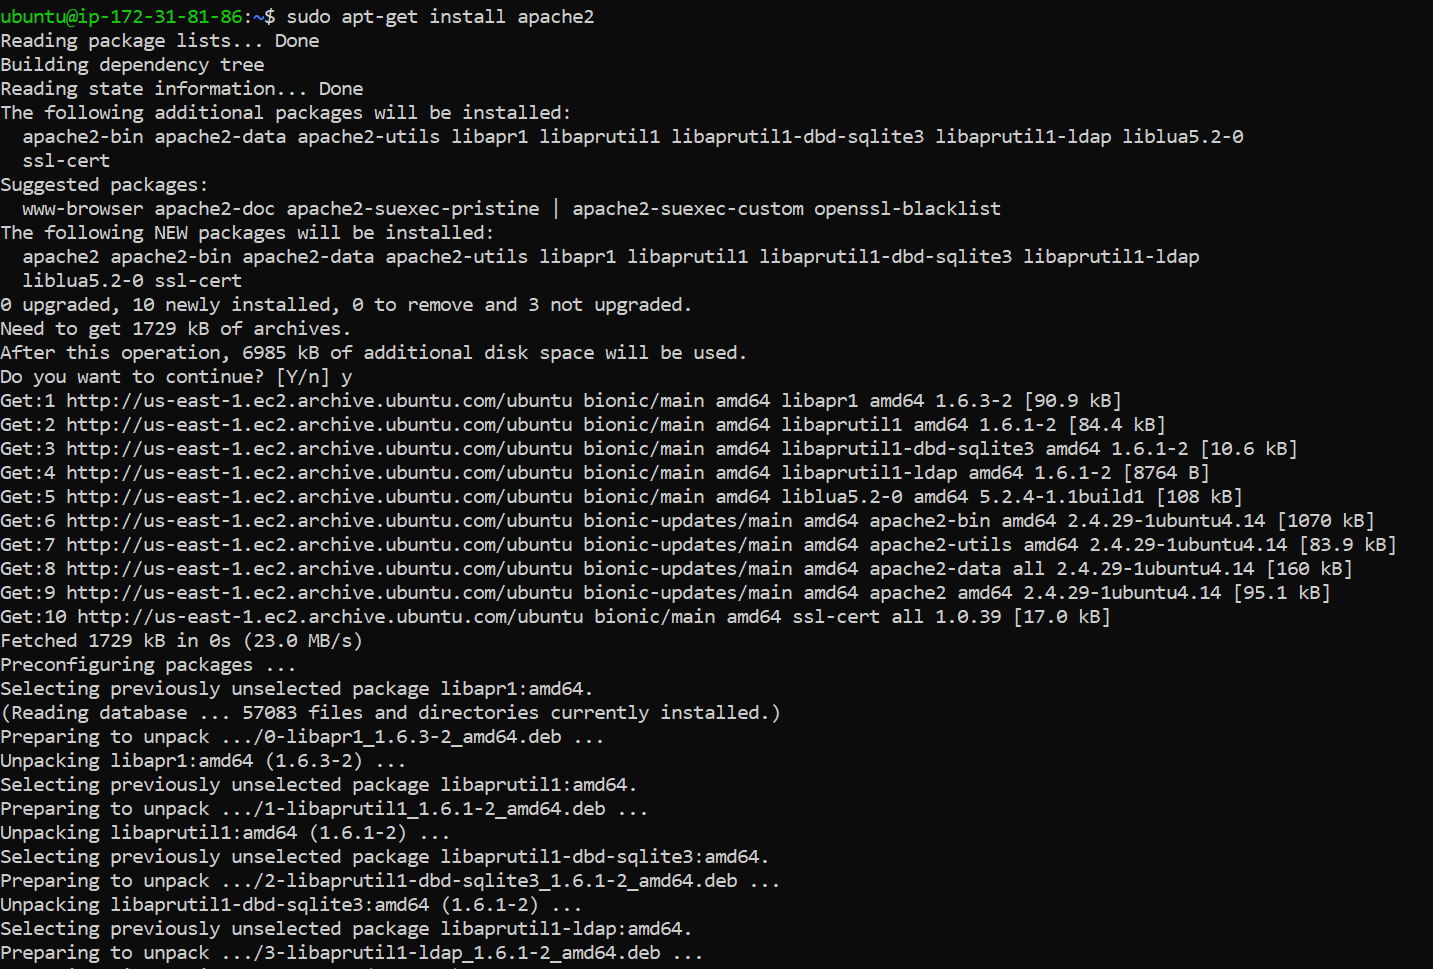 ubuntu@ip-172-31-81-86:~$ sudo apt-get install apache2
Reading package lists... Done
Building dependency tree
Reading state information... Done
The following additional packages will be installed:
  apache2-bin apache2-data apache2-utils libapr1 libaprutil1 libaprutil1-dbd-sqlite3 libaprutil1-ldap liblua5.2-0
  ssl-cert
Suggested packages:
  www-browser apache2-doc apache2-suexec-pristine | apache2-suexec-custom openssl-blacklist
The following NEW packages will be installed:
  apache2 apache2-bin apache2-data apache2-utils libapr1 libaprutil1 libaprutil1-dbd-sqlite3 libaprutil1-ldap
  liblua5.2-0 ssl-cert
0 upgraded, 10 newly installed, 0 to remove and 3 not upgraded.
Need to get 1729 kB of archives.
After this operation, 6985 kB of additional disk space will be used.
Do you want to continue? [Y/n] y
Get:1 http://us-east-1.ec2.archive.ubuntu.com/ubuntu bionic/main amd64 libapr1 amd64 1.6.3-2 [90.9 kB]
Get:2 http://us-east-1.ec2.archive.ubuntu.com/ubuntu bionic/main amd64 libaprutil1 amd64 1.6.1-2 [84.4 kB]
Get:3 http://us-east-1.ec2.archive.ubuntu.com/ubuntu bionic/main amd64 libaprutil1-dbd-sqlite3 amd64 1.6.1-2 [10.6 kB]
Get:4 http://us-east-1.ec2.archive.ubuntu.com/ubuntu bionic/main amd64 libaprutil1-ldap amd64 1.6.1-2 [8764 B]
Get:5 http://us-east-1.ec2.archive.ubuntu.com/ubuntu bionic/main amd64 liblua5.2-0 amd64 5.2.4-1.1build1 [108 kB]
Get:6 http://us-east-1.ec2.archive.ubuntu.com/ubuntu bionic-updates/main amd64 apache2-bin amd64 2.4.29-1ubuntu4.14 [1070 kB]
Get:7 http://us-east-1.ec2.archive.ubuntu.com/ubuntu bionic-updates/main amd64 apache2-utils amd64 2.4.29-1ubuntu4.14 [83.9 kB]
Get:8 http://us-east-1.ec2.archive.ubuntu.com/ubuntu bionic-updates/main amd64 apache2-data all 2.4.29-1ubuntu4.14 [160 kB]
Get:9 http://us-east-1.ec2.archive.ubuntu.com/ubuntu bionic-updates/main amd64 apache2 amd64 2.4.29-1ubuntu4.14 [95.1 kB]
Get:10 http://us-east-1.ec2.archive.ubuntu.com/ubuntu bionic/main amd64 ssl-cert all 1.0.39 [17.0 kB]
Fetched 1729 kB in 0s (23.0 MB/s)
Preconfiguring packages ...
Selecting previously unselected package libapr1:amd64.
(Reading database ... 57083 files and directories currently installed.)
Preparing to unpack .../0-libapr1_1.6.3-2_amd64.deb ...
Unpacking libapr1:amd64 (1.6.3-2) ...
Selecting previously unselected package libaprutil1:amd64.
Preparing to unpack .../1-libaprutil1_1.6.1-2_amd64.deb ...
Unpacking libaprutil1:amd64 (1.6.1-2) ...
Selecting previously unselected package libaprutil1-dbd-sqlite3:amd64.
Preparing to unpack .../2-libaprutil1-dbd-sqlite3_1.6.1-2_amd64.deb ...
Unpacking libaprutil1-dbd-sqlite3:amd64 (1.6.1-2) ...
Selecting previously unselected package libaprutil1-ldap:amd64.
Preparing to unpack .../3-libaprutil1-ldap_1.6.1-2_amd64.deb ...